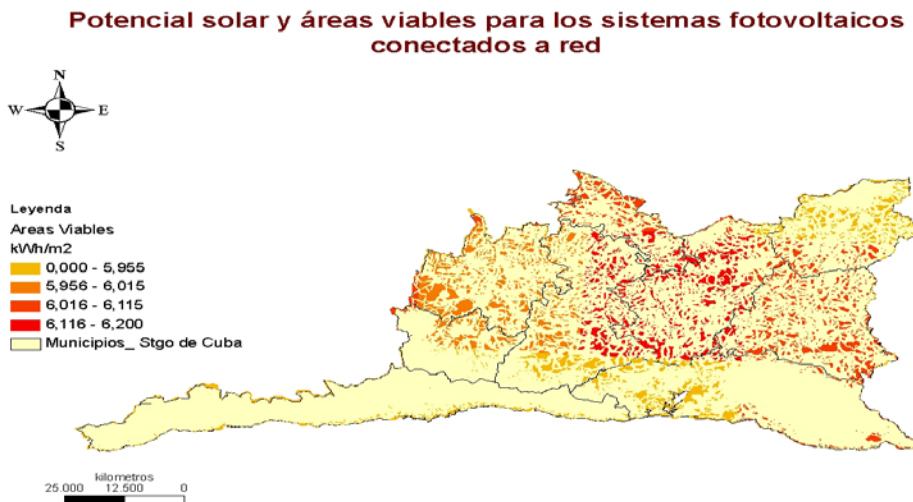 Potencial solar y áreas viables para los sistemas fotovoltaicos
conectados a red
N
W E
S
Leyenda
Areas Viables
kWh/m2
0,000 - 5,955
5,956 - 6,015
6,016 - 6,115
6,116 - 6,200
Municipios_ Stgo de Cuba
kilometros
25.000 12.500 0